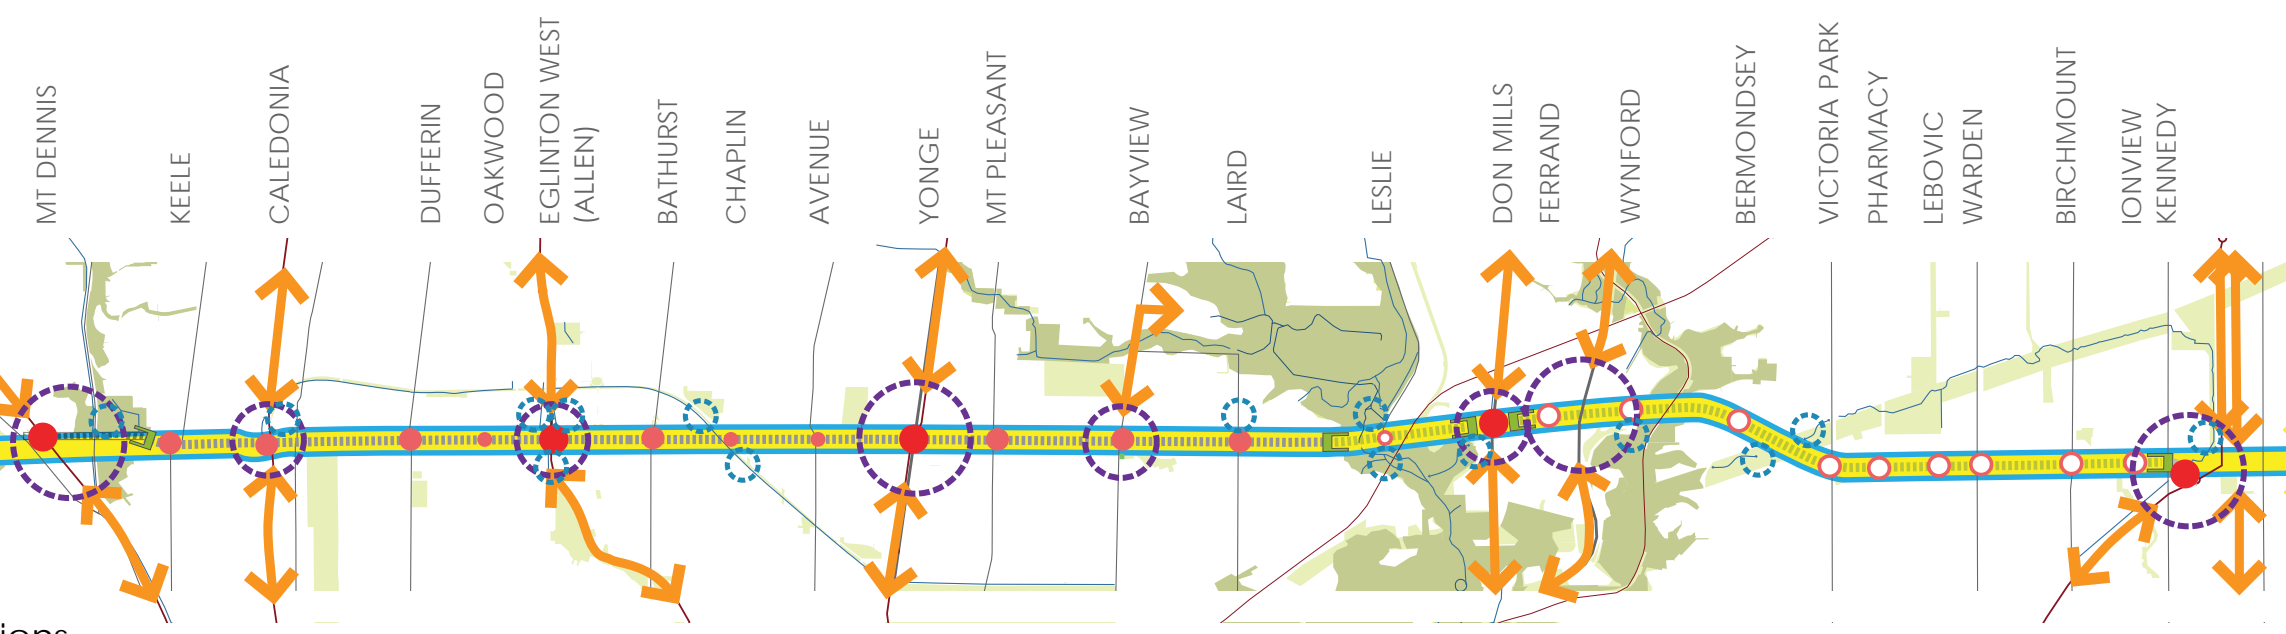 MT DENNIS
KEELE
CALEDONIA
DUFFERIN
OAKWOOD
EGLINTON WEST
(ALLEN)
BATHURST
CHAPLIN
AVENUE
YONGE
MT PLEASANT
BAYVIEW
LAIRD
LESLIE
DON MILLS
FERRAND
WYNFORD
BERMONDSEY
VICTORIA PARK
PHARMACY
LEBOVIC
WARDEN
BIRCHMOUNT
IONVIEW
KENNEDY